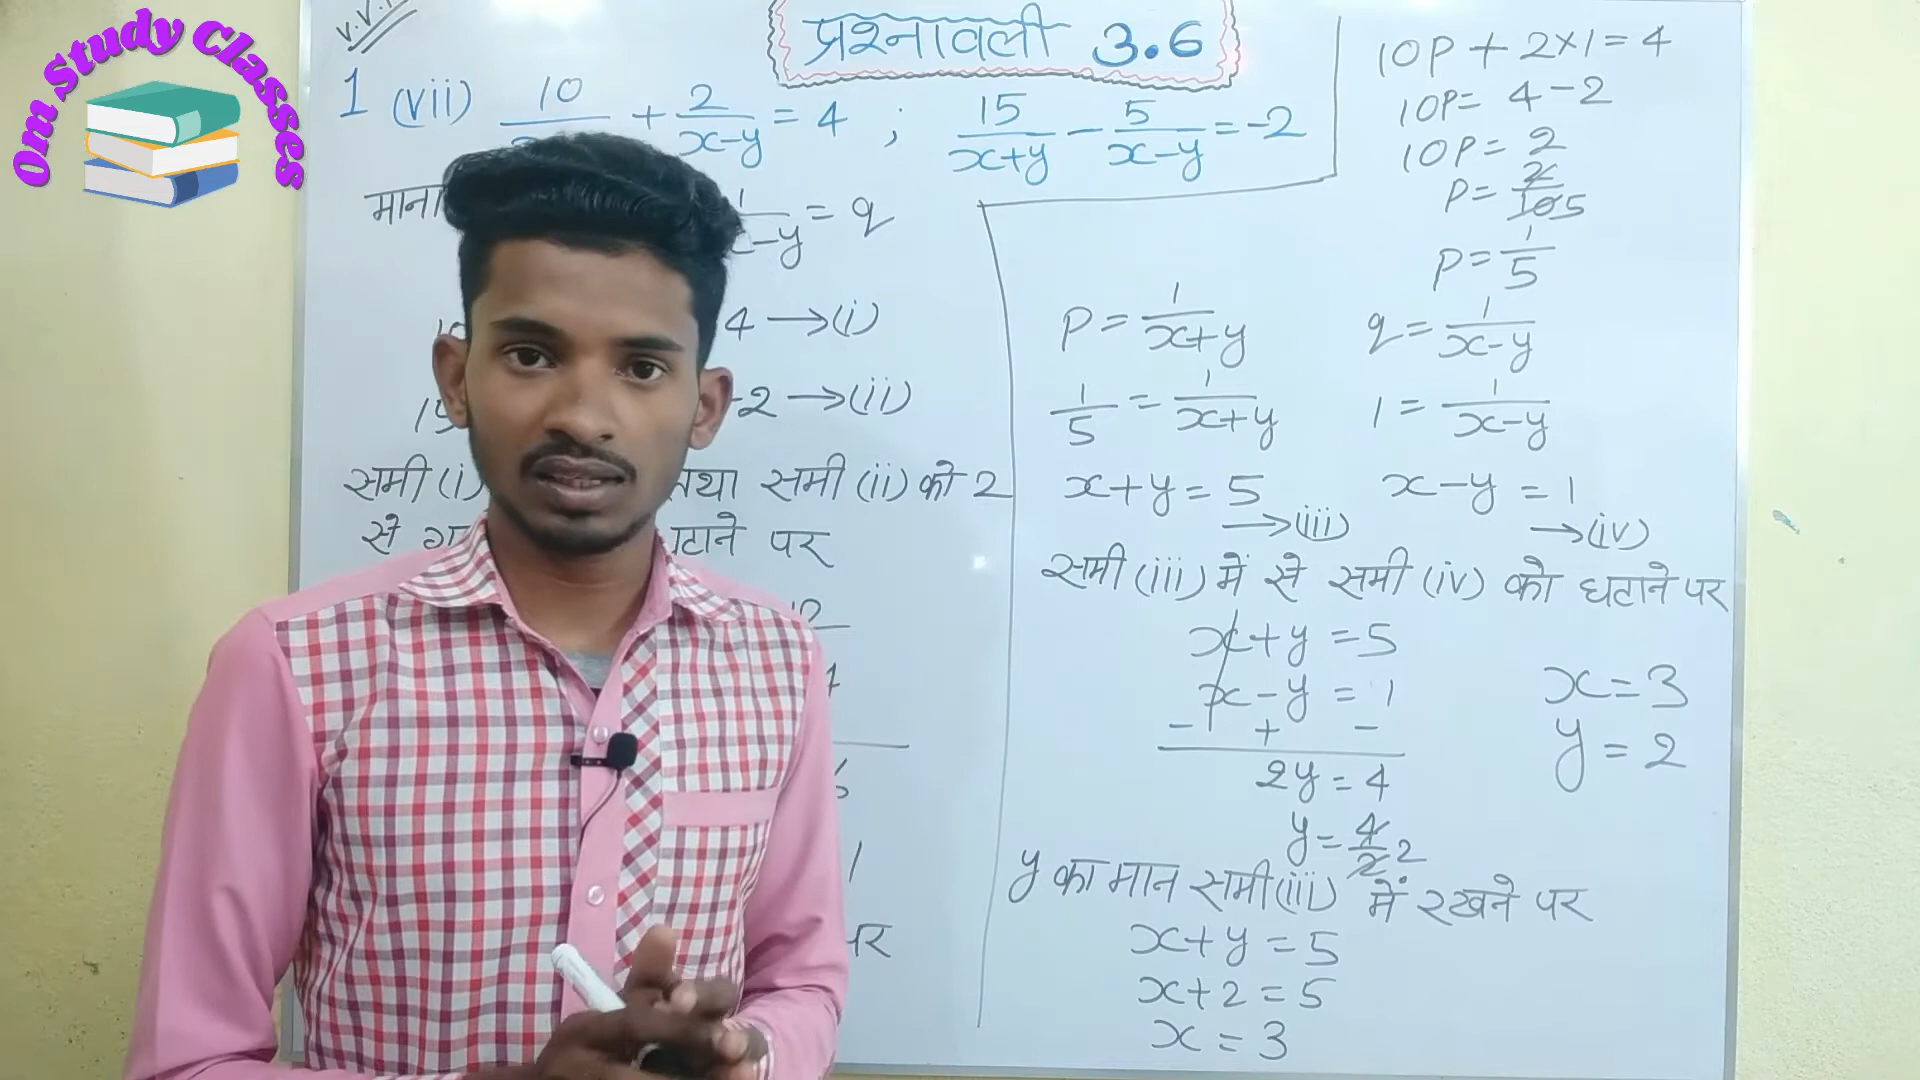 Om Study Classes
प्रश्नावली 3.6
1 (vii) 10 + 2/x-y = 4 ; 15/x+y - 5/x-y = -2
माना
1/x-y = q
4 →(i)
-2 →(ii)
समी (i) तथा समी (ii) को 2
से घटाने पर
पर
10P + 2×1 = 4
10P = 4-2
10P = 2
P = 2/10 5
P = 1/5
P = 1/x+y q = 1/x-y
1/5 = 1/x+y 1 = 1/x-y
x+y = 5 →(iii) x-y = 1 →(iv)
समी (iii) में से समी (iv) को घटाने पर
x+y = 5
x-y = 1
- + -
2y = 4
y = 4/2 2
x = 3
y = 2
y का मान समी (iii) में रखने पर
x+y = 5
x+2 = 5
x = 3